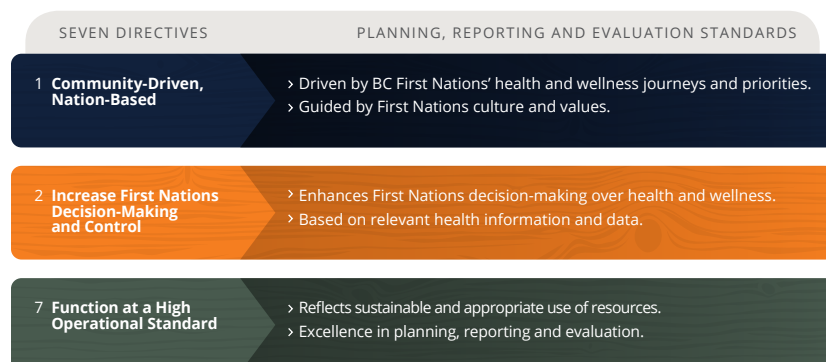 SEVEN DIRECTIVES
PLANNING, REPORTING AND EVALUATION STANDARDS
1 Community-Driven,
Nation-Based
› Driven by BC First Nations’ health and wellness journeys and priorities.
› Guided by First Nations culture and values.
2 Increase First Nations
Decision-Making
and Control
› Enhances First Nations decision-making over health and wellness.
› Based on relevant health information and data.
7 Function at a High
Operational Standard
› Reflects sustainable and appropriate use of resources.
› Excellence in planning, reporting and evaluation.